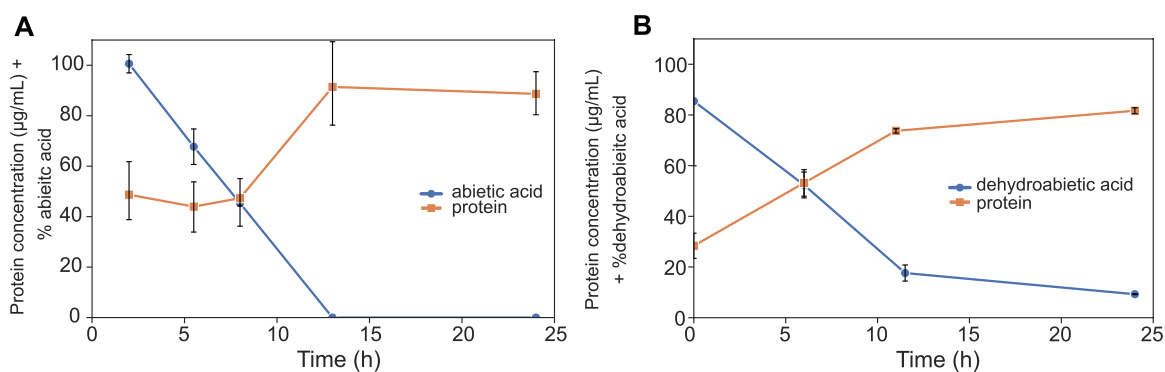 A
Protein concentration (µg/mL) +
% abieitc acid
100
80
60
40
20
0
0 5 10 15 20 25
Time (h)
abietic acid
protein
B
Protein concentration (µg/mL)
+ %dehydroabieitc acid
100
80
60
40
20
0
0 5 10 15 20 25
Time (h)
dehydroabietic acid
protein